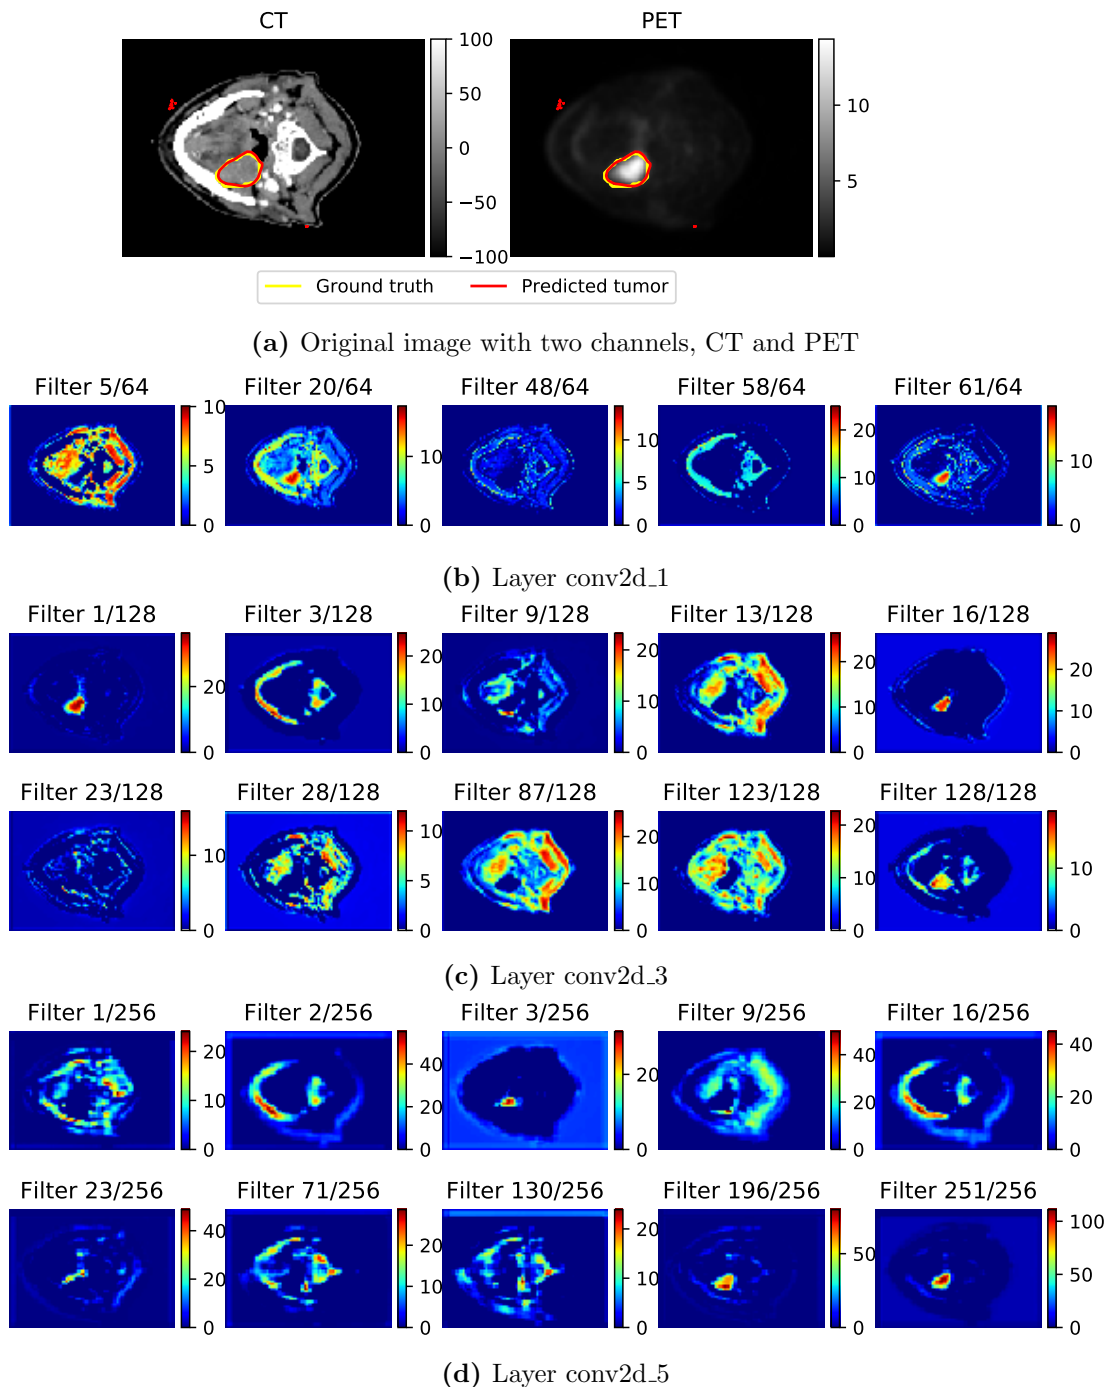 CT PET
100
50
0
−50
−100
10
5
Ground truth Predicted tumor
(a) Original image with two channels, CT and PET
Filter 5/64 Filter 20/64 Filter 48/64 Filter 58/64 Filter 61/64
10 5 0
10 0
10 5 0
20 10 0
10 0
(b) Layer conv2d_1
Filter 1/128 Filter 3/128 Filter 9/128 Filter 13/128 Filter 16/128
20 0
20 10 0
20 10 0
20 10 0
20 10 0
Filter 23/128 Filter 28/128 Filter 87/128 Filter 123/128 Filter 128/128
10 0
10 5 0
20 10 0
20 10 0
10 0
(c) Layer conv2d_3
Filter 1/256 Filter 2/256 Filter 3/256 Filter 9/256 Filter 16/256
20 10 0
40 20 0
20 10 0
20 0
40 20 0
Filter 23/256 Filter 71/256 Filter 130/256 Filter 196/256 Filter 251/256
40 20 0
20 10 0
20 10 0
50 0
100 50 0
(d) Layer conv2d_5